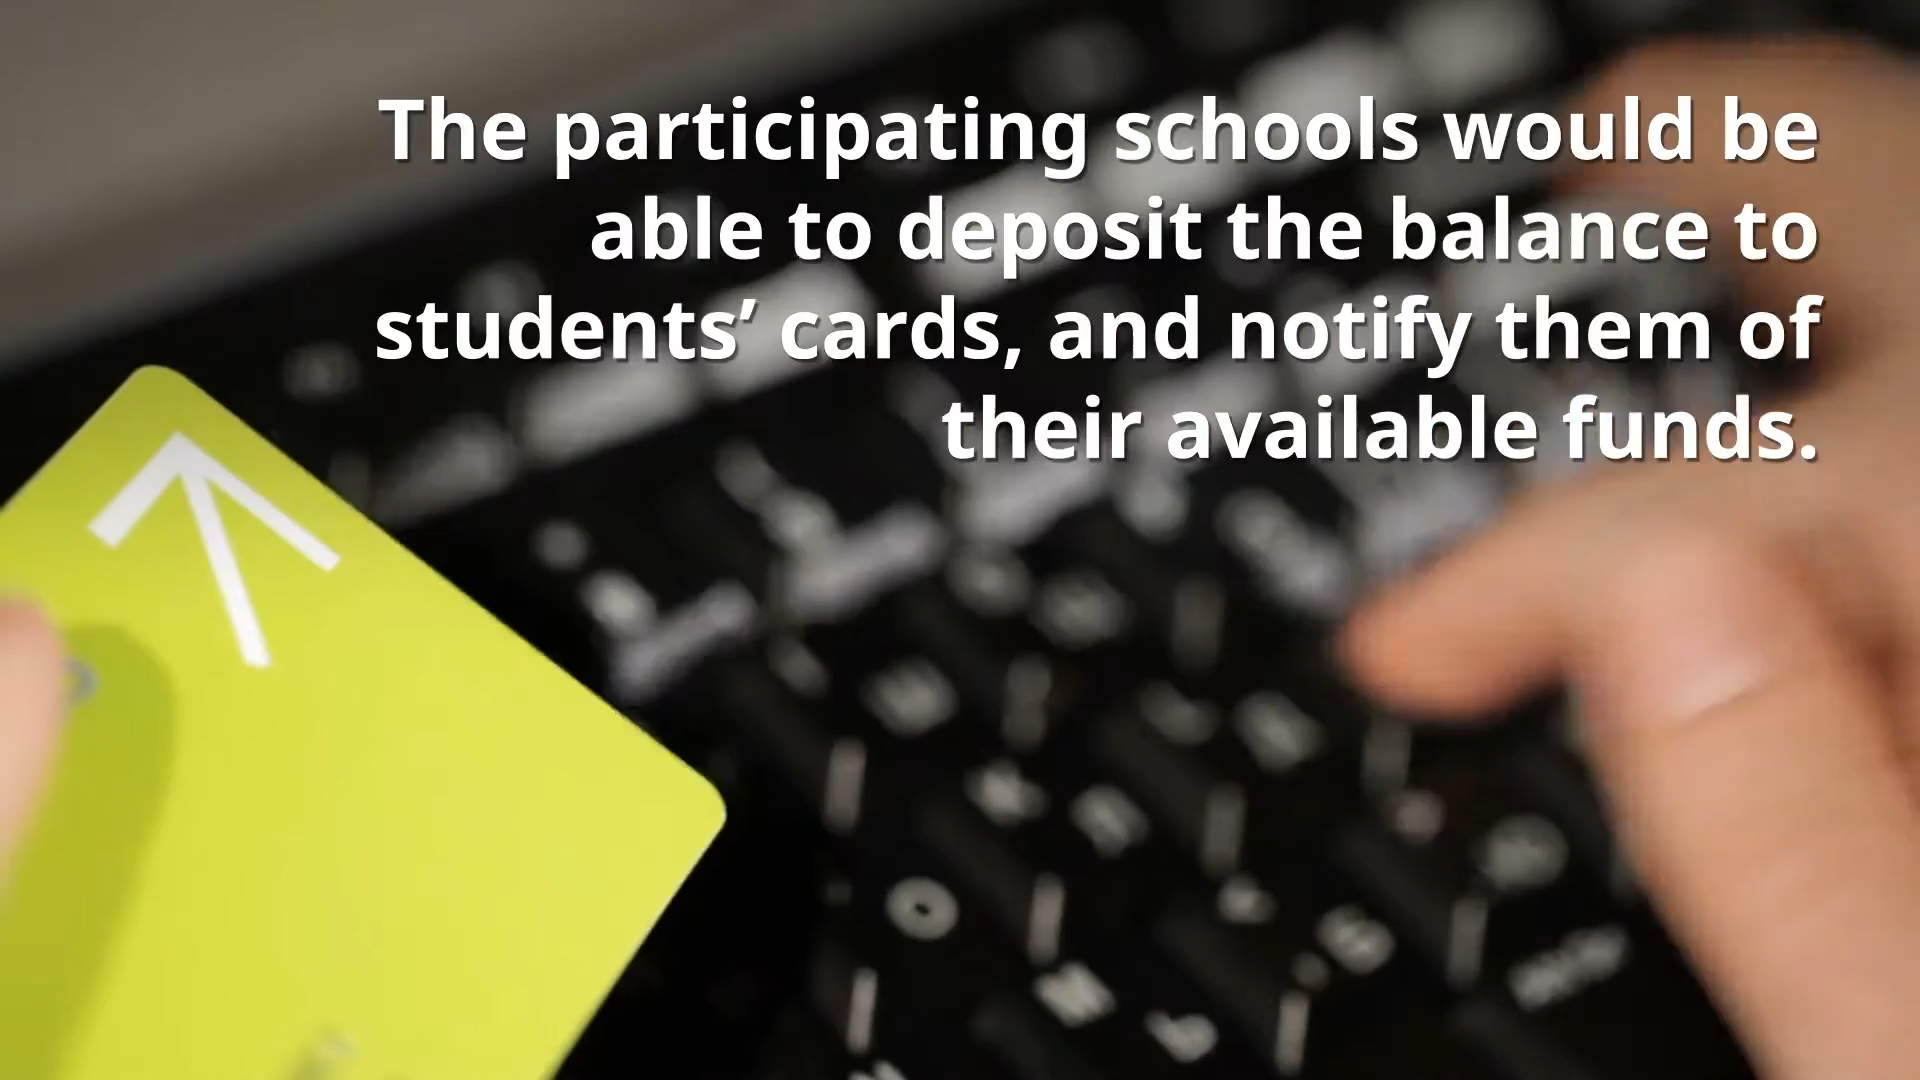 The participating schools would be
able to deposit the balance to
students’ cards, and notify them of
their available funds.